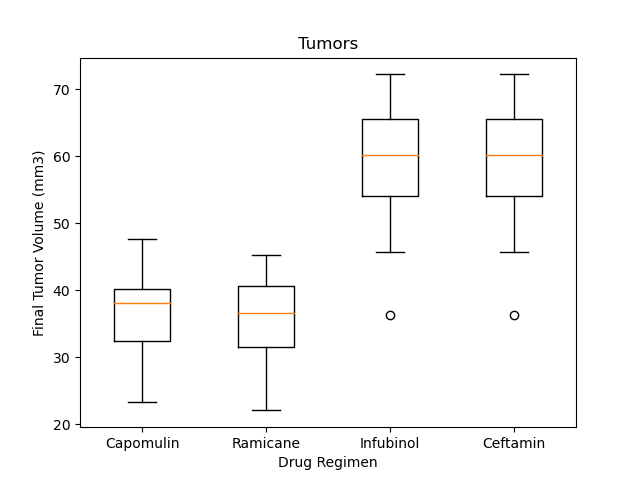 Tumors
Final Tumor Volume (mm3)
70
60
50
40
30
20
Capomulin Ramicane Infubinol Ceftamin
Drug Regimen